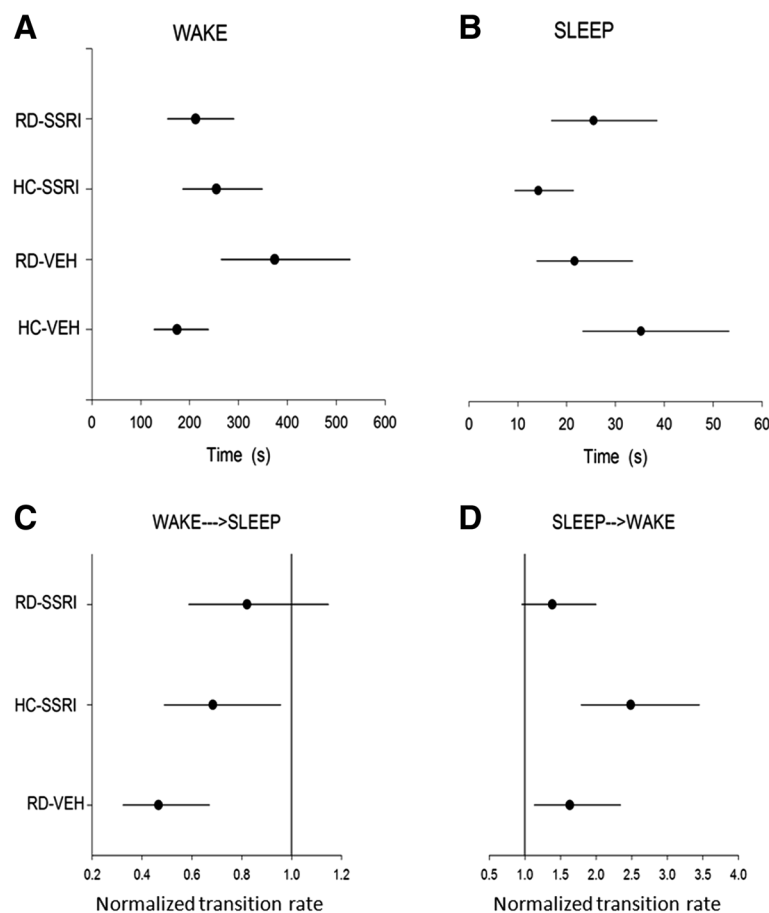 A
WAKE
RD-SSRI
HC-SSRI
RD-VEH
HC-VEH
0 100 200 300 400 500 600
Time (s)
B
SLEEP
0 10 20 30 40 50 60
Time (s)
C
WAKE--->SLEEP
RD-SSRI
HC-SSRI
RD-VEH
0.2 0.4 0.6 0.8 1.0 1.2
Normalized transition rate
D
SLEEP-->WAKE
0.5 1.0 1.5 2.0 2.5 3.0 3.5 4.0
Normalized transition rate